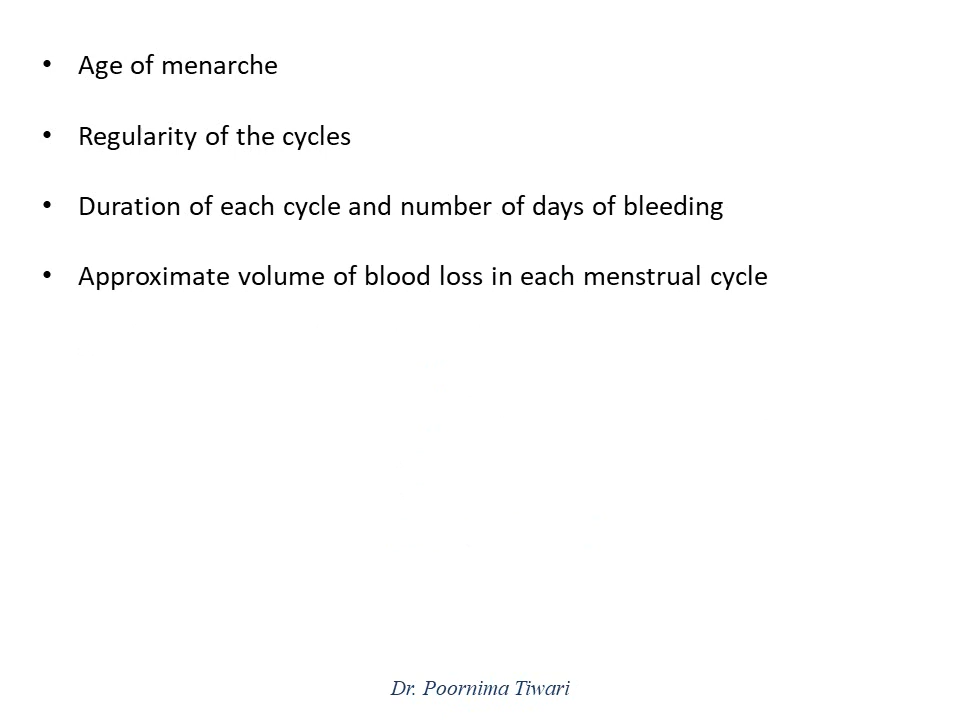 • Age of menarche
• Regularity of the cycles
• Duration of each cycle and number of days of bleeding
• Approximate volume of blood loss in each menstrual cycle
Dr. Poornima Tiwari